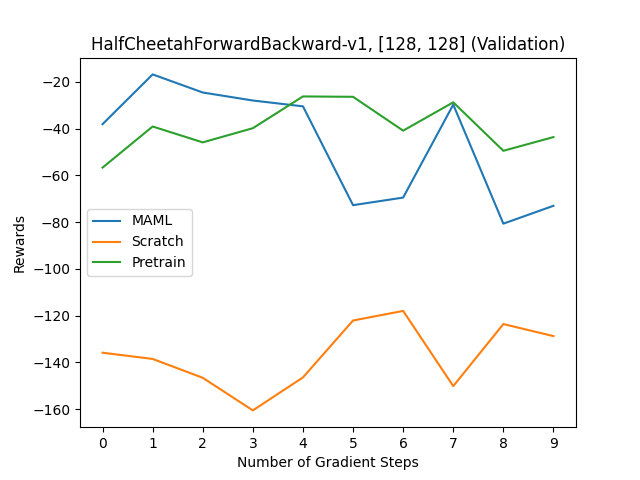 HalfCheetahForwardBackward-v1, [128, 128] (Validation)
Rewards
−20
−40
−60
−80
−100
−120
−140
−160
MAML
Scratch
Pretrain
0 1 2 3 4 5 6 7 8 9
Number of Gradient Steps